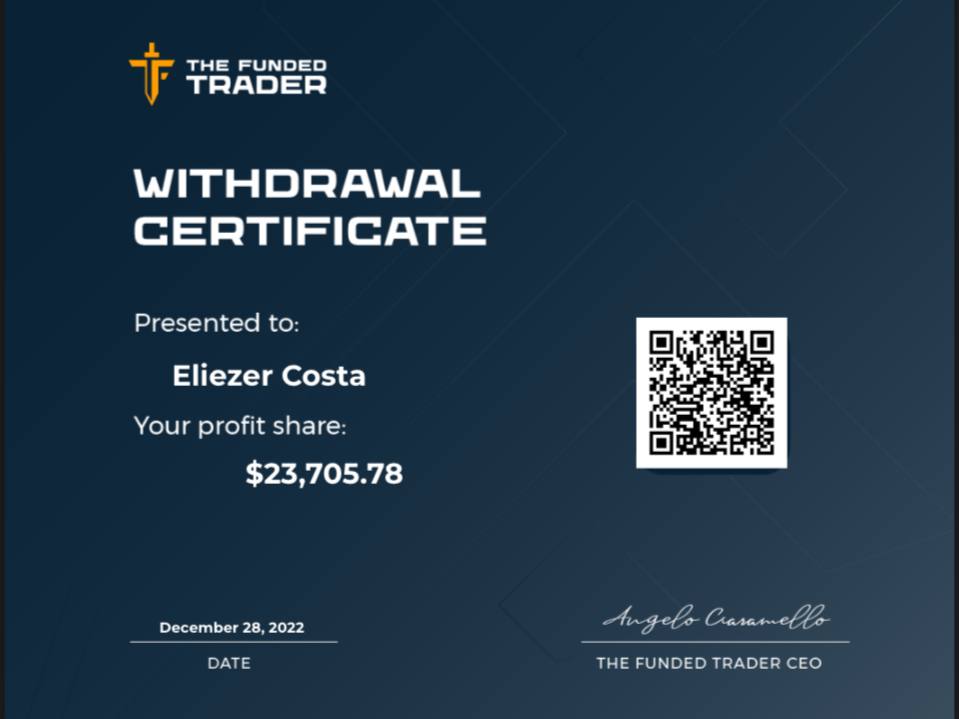 THE FUNDED
TRADER
WITHDRAWAL
CERTIFICATE
Presented to:
Eliezer Costa
Your profit share:
$23,705.78
December 28, 2022
DATE
Angelo Ciaramello
THE FUNDED TRADER CEO